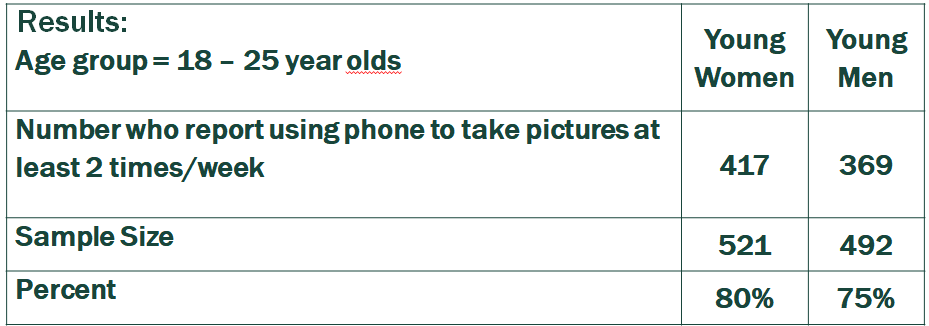 Results:
Age group = 18 – 25 year olds
Young Women
Young Men
Number who report using phone to take pictures at
least 2 times/week
417
369
Sample Size
521
492
Percent
80%
75%